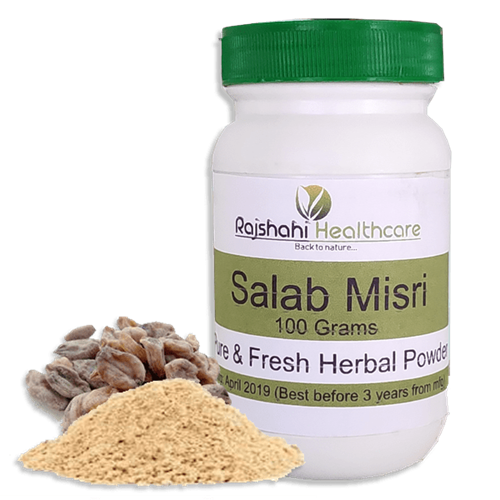 Rajshahi Healthcare
Back to nature...
Salab Misri
100 Grams
Pure & Fresh Herbal Powder
April 2019 (Best before 3 years from mfg